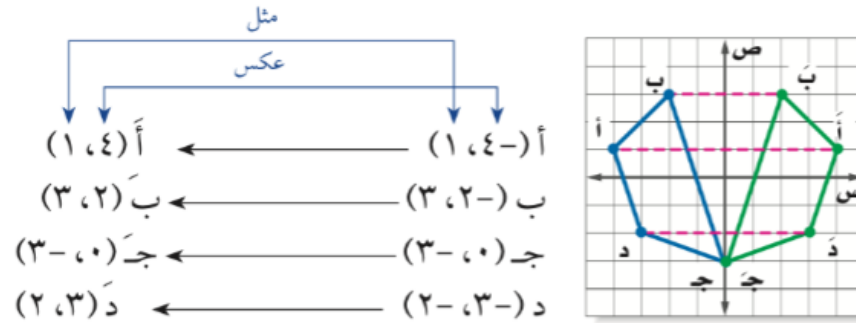 مثل
عكس
أ (-٤، ١) أَ (٤، ١)
ب (-٢، ٣) بَ (٢، ٣)
جـ (٠، -٣) جـَ (٠، -٣)
د (-٣، -٢) دَ (٣، ٢)
ص
ب بَ
أ أَ
س
د دَ
جـ جـَ